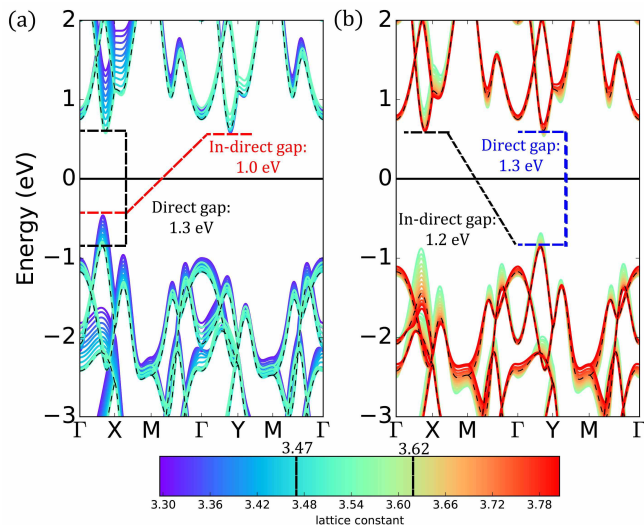 (a)
(b)
2
1
0
−1
−2
−3
Energy (eV)
In-direct gap:
1.0 eV
Direct gap:
1.3 eV
Γ X M Γ Y M Γ
2
1
0
−1
−2
−3
Direct gap:
1.3 eV
In-direct gap:
1.2 eV
Γ X M Γ Y M Γ
3.47 3.62
3.30 3.36 3.43 3.48 3.54 3.60 3.66 3.72 3.78
lattice constant